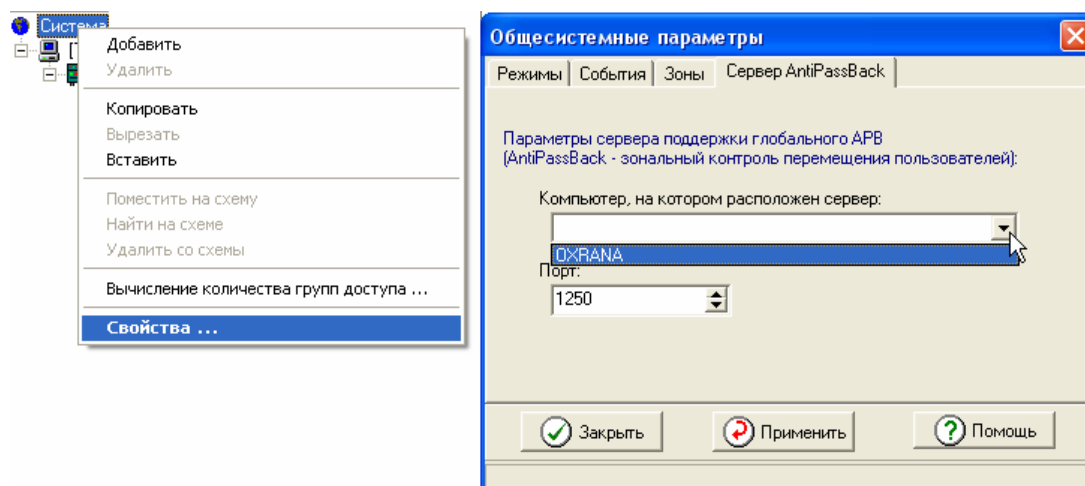 Система
[
Добавить
Удалить
Копировать
Вырезать
Вставить
Поместить на схему
Найти на схеме
Удалить со схемы
Вычисление количества групп доступа ...
Свойства ...
Общесистемные параметры
Режимы События Зоны Сервер AntiPassBack
Параметры сервера поддержки глобального APB
(AntiPassBack - зональный контроль перемещения пользователей):
Компьютер, на котором расположен сервер:
OXRANA
Порт:
1250
Закрыть Применить Помощь